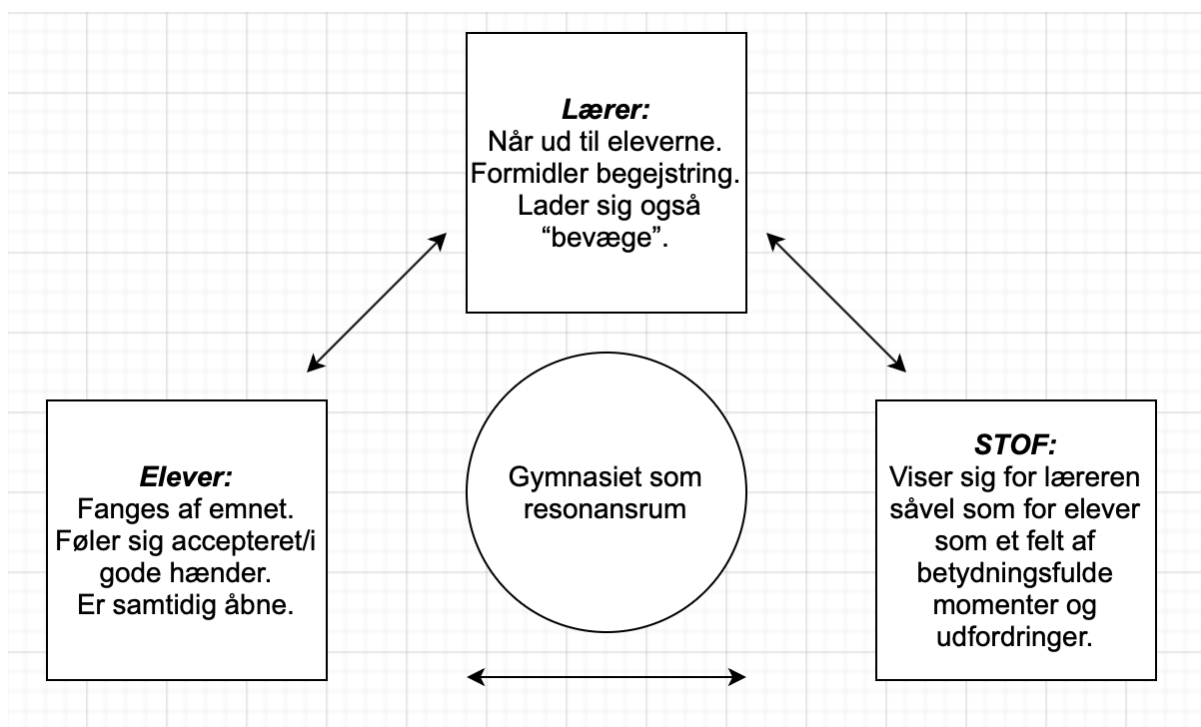 Lærer:
Når ud til eleverne.
Formidler begejstring.
Lader sig også
“bevæge”.
Elever:
Fanges af emnet.
Føler sig accepteret/i
gode hænder.
Er samtidig åbne.
Gymnasiet som
resonansrum
STOF:
Viser sig for læreren
såvel som for elever
som et felt af
betydningsfulde
momenter og
udfordringer.